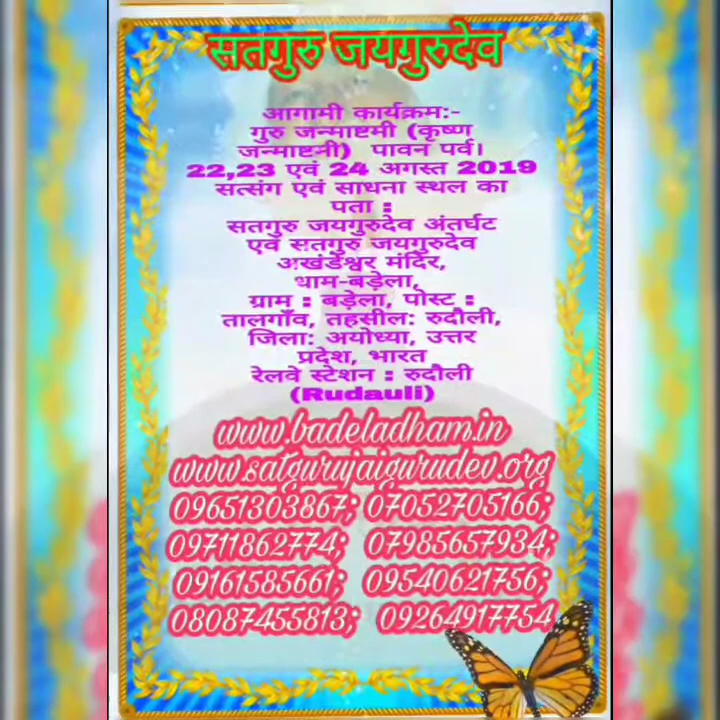 सतगुरु जयगुरुदेव
आगामी कार्यक्रम:-
गुरु जन्माष्टमी (कृष्ण
जन्माष्टनी) पावन पर्व।
22,23 एवं 24 अगस्त 2019
सत्संग एवं साधना स्थल का
पता :
सतगुरु जयगुरुदेव अंतर्घट
एवं सतगुरु जयगुरुदेव
अखंडेश्वर मंदिर,
धाम-बड़ेला,
ग्राम : बड़ेला, पोस्ट :
तालगाँव, तहसील: रुदौली,
जिला: अयोध्या, उत्तर
प्रदेश, भारत
रेलवे स्टेशन : रुदौली
(Rudauli)
www.badeladham.in
www.satgurujaigurudev.org
09651303867; 07052705166;
09711862774; 07985657934;
09161585661; 09540621756;
08087455813; 09264917754